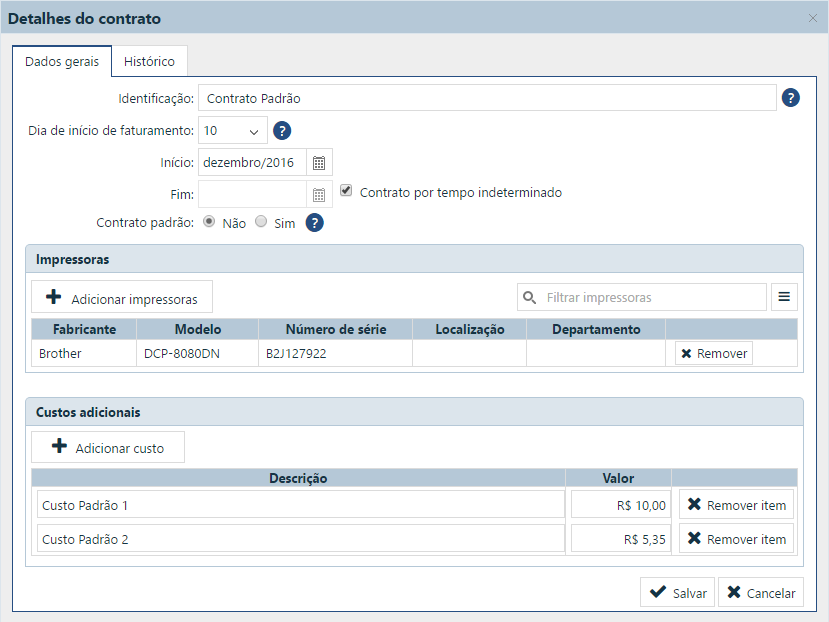 Detalhes do contrato
Dados gerais Histórico
Identificação: Contrato Padrão ?
Dia de início de faturamento: 10 ?
Início: dezembro/2016
Fim: Contrato por tempo indeterminado
Contrato padrão: Não Sim ?
Impressoras
Adicionar impressoras Filtrar impressoras
Fabricante Modelo Número de série Localização Departamento
Brother DCP-8080DN B2J127922 Remover
Custos adicionais
Adicionar custo
Descrição Valor
Custo Padrão 1 R$ 10,00 Remover item
Custo Padrão 2 R$ 5,35 Remover item
Salvar Cancelar